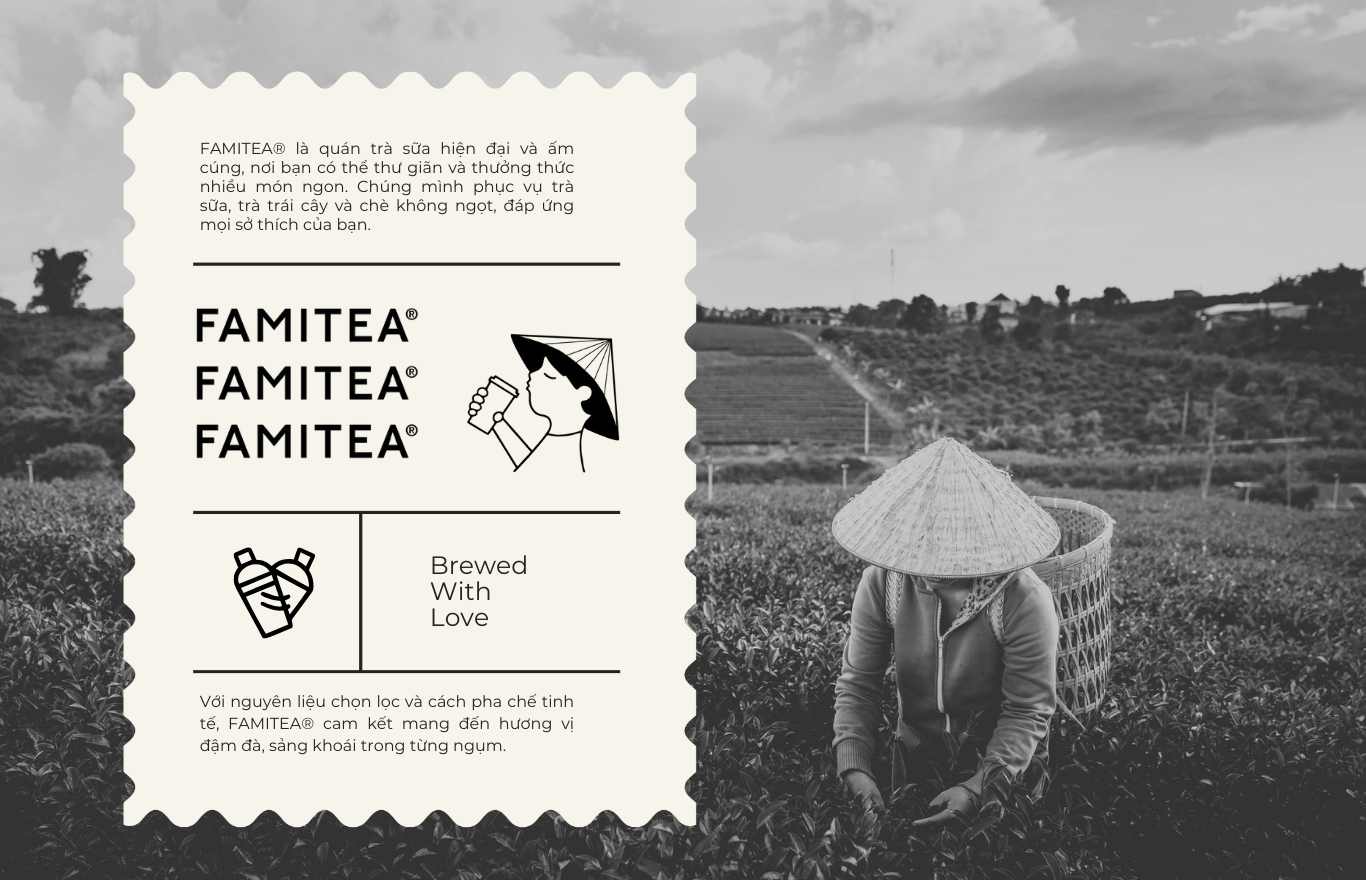 FAMITEA® là quán trà sữa hiện đại và ấm
cúng, nơi bạn có thể thư giãn và thưởng thức
nhiều món ngon. Chúng mình phục vụ trà
sữa, trà trái cây và chè không ngọt, đáp ứng
mọi sở thích của bạn.
FAMITEA®
FAMITEA®
FAMITEA®
Brewed
With
Love
Với nguyên liệu chọn lọc và cách pha chế tinh
tế, FAMITEA® cam kết mang đến hương vị
đậm đà, sảng khoái trong từng ngụm.